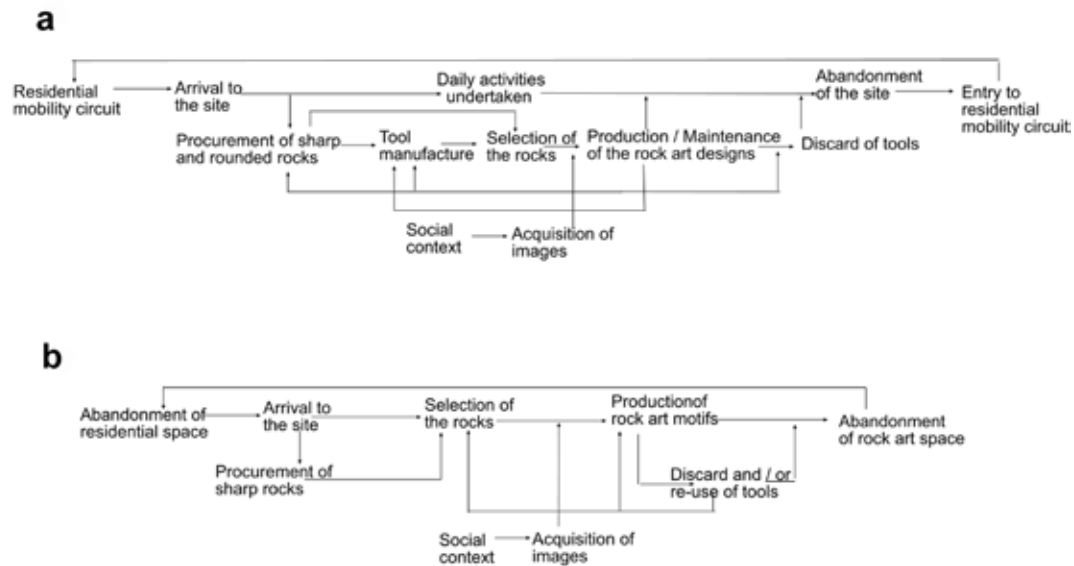 a
Residential
mobility circuit
Arrival to
the site
Daily activities
undertaken
Abandonment
of the site
Entry to
residential
mobility circuit
Procurement of sharp
and rounded rocks
Tool
manufacture
Selection of
the rocks
Production / Maintenance
of the rock art designs
Discard of tools
Social
context
Acquisition of
images
b
Abandonment of
residential space
Arrival to
the site
Selection of
the rocks
Productionof
rock art motifs
Abandonment
of rock art space
Procurement of
sharp rocks
Discard and / or
re-use of tools
Social
context
Acquisition of
images